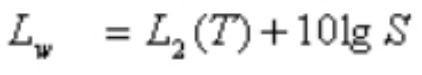 L_w = L_2(T) + 10lg S